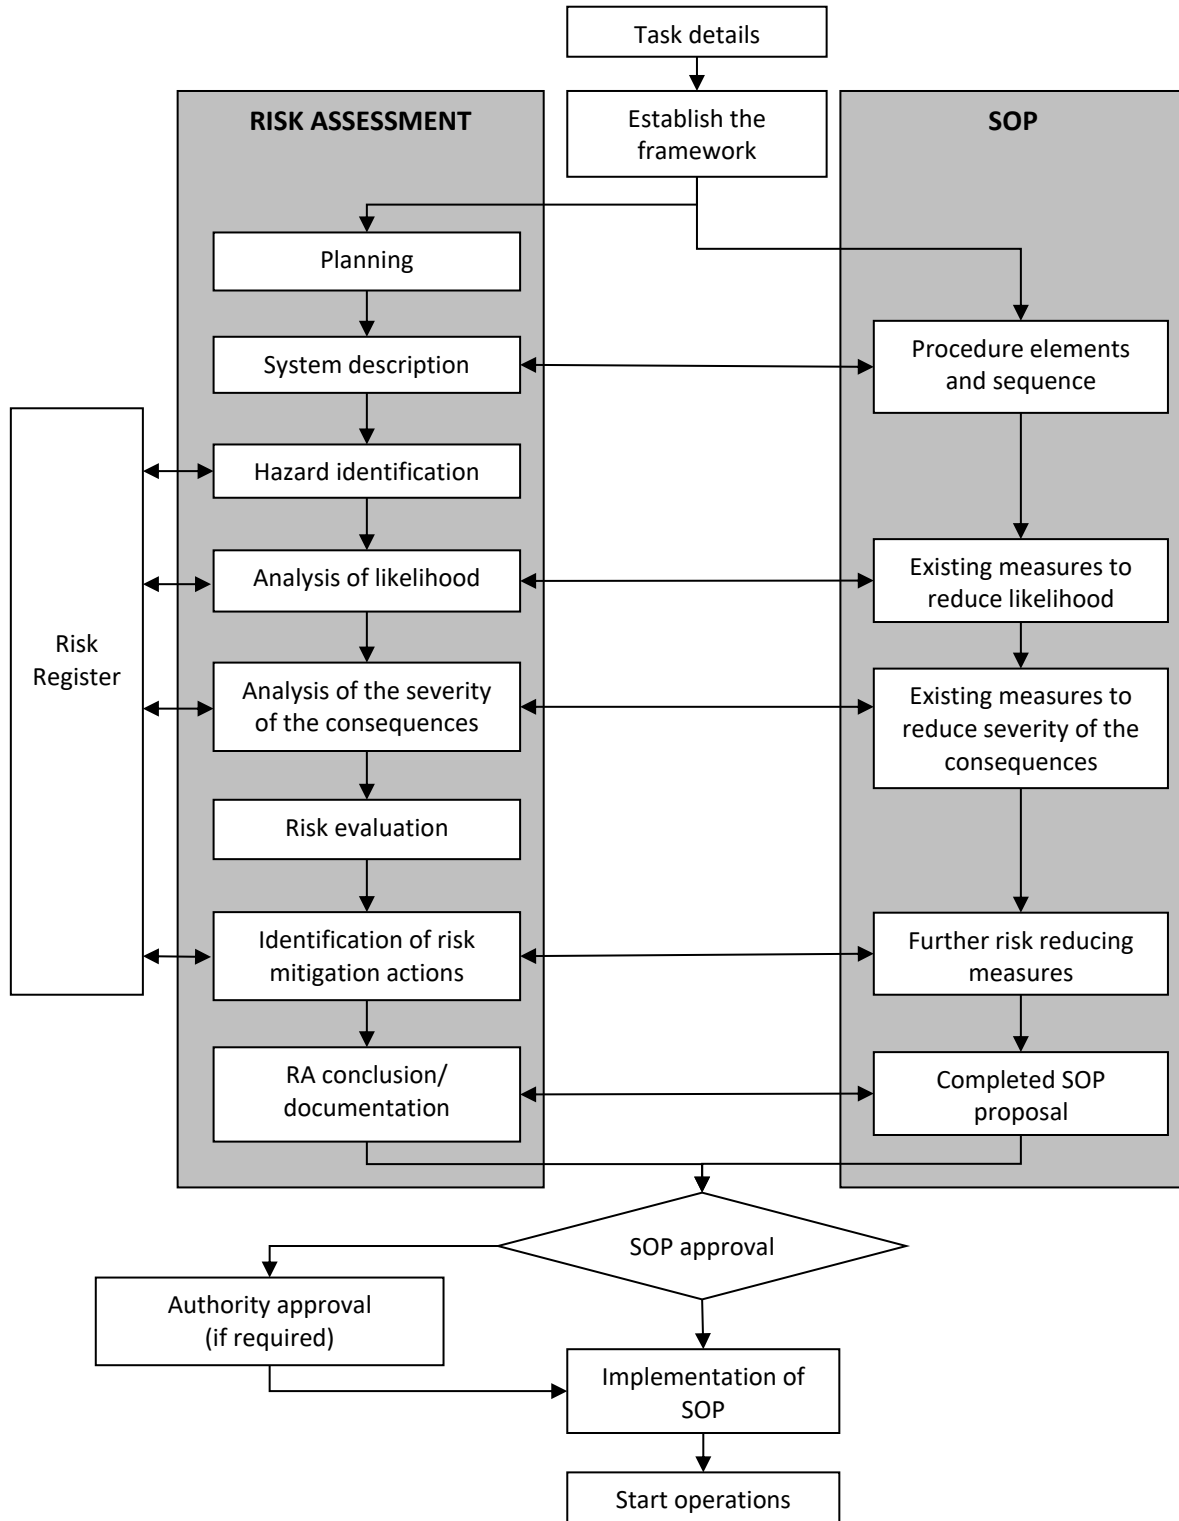 Task details
RISK ASSESSMENT
Establish the
framework
SOP
Planning
System description
Procedure elements
and sequence
Hazard identification
Analysis of likelihood
Existing measures to
reduce likelihood
Risk
Register
Analysis of the severity
of the consequences
Existing measures to
reduce severity of the
consequences
Risk evaluation
Identification of risk
mitigation actions
Further risk reducing
measures
RA conclusion/
documentation
Completed SOP
proposal
SOP approval
Authority approval
(if required)
Implementation of
SOP
Start operations